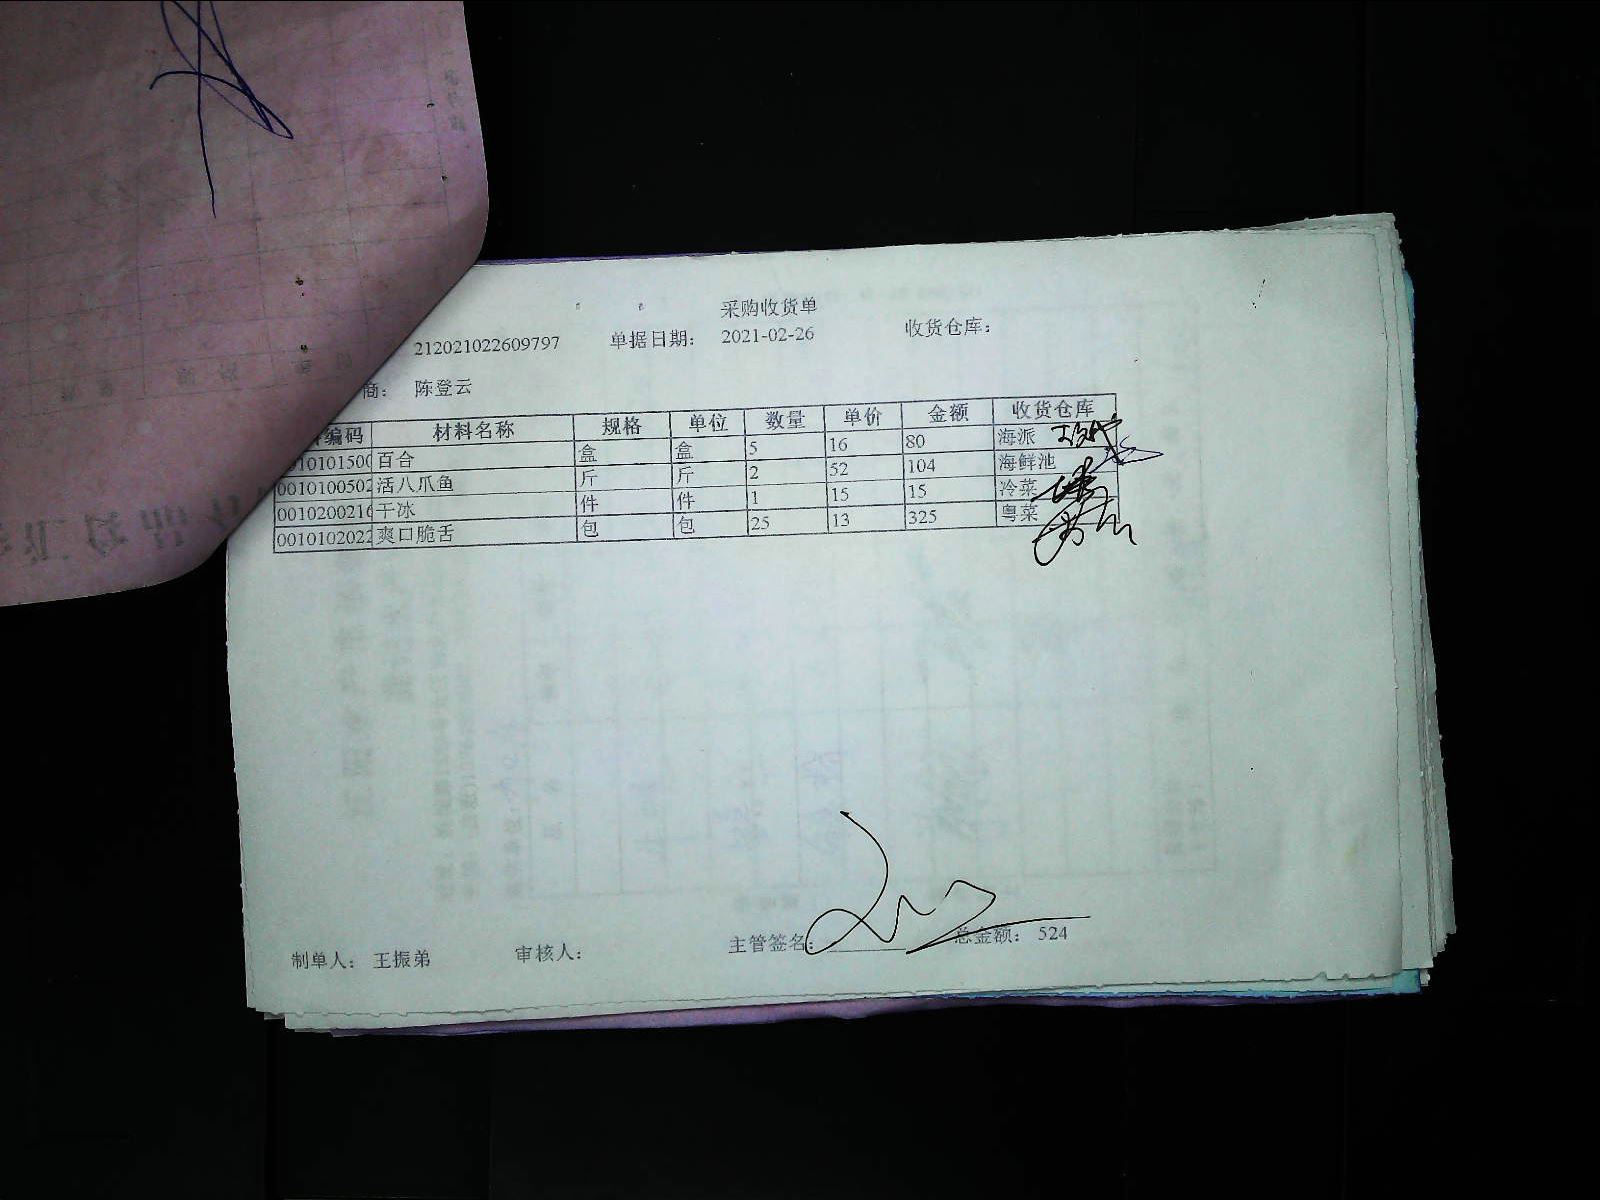 采购收货单
212021022609797 单据日期： 2021-02-26 收货仓库：
商： 陈登云
编码 材料名称 规格 单位 数量 单价 金额 收货仓库
010101500 百合 盒 盒 5 16 80 海派
0010100502 活八爪鱼 斤 斤 2 52 104 海鲜池
001020021 干冰 件 件 1 15 15 冷菜
0010102022 爽口脆舌 包 包 25 13 325 粤菜
制单人： 王振弟 审核人： 主管签名： 总金额： 524